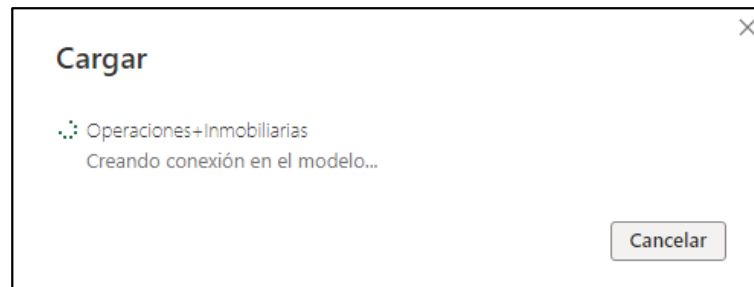 Cargar
Operaciones+Inmobiliarias
Creando conexión en el modelo...
Cancelar